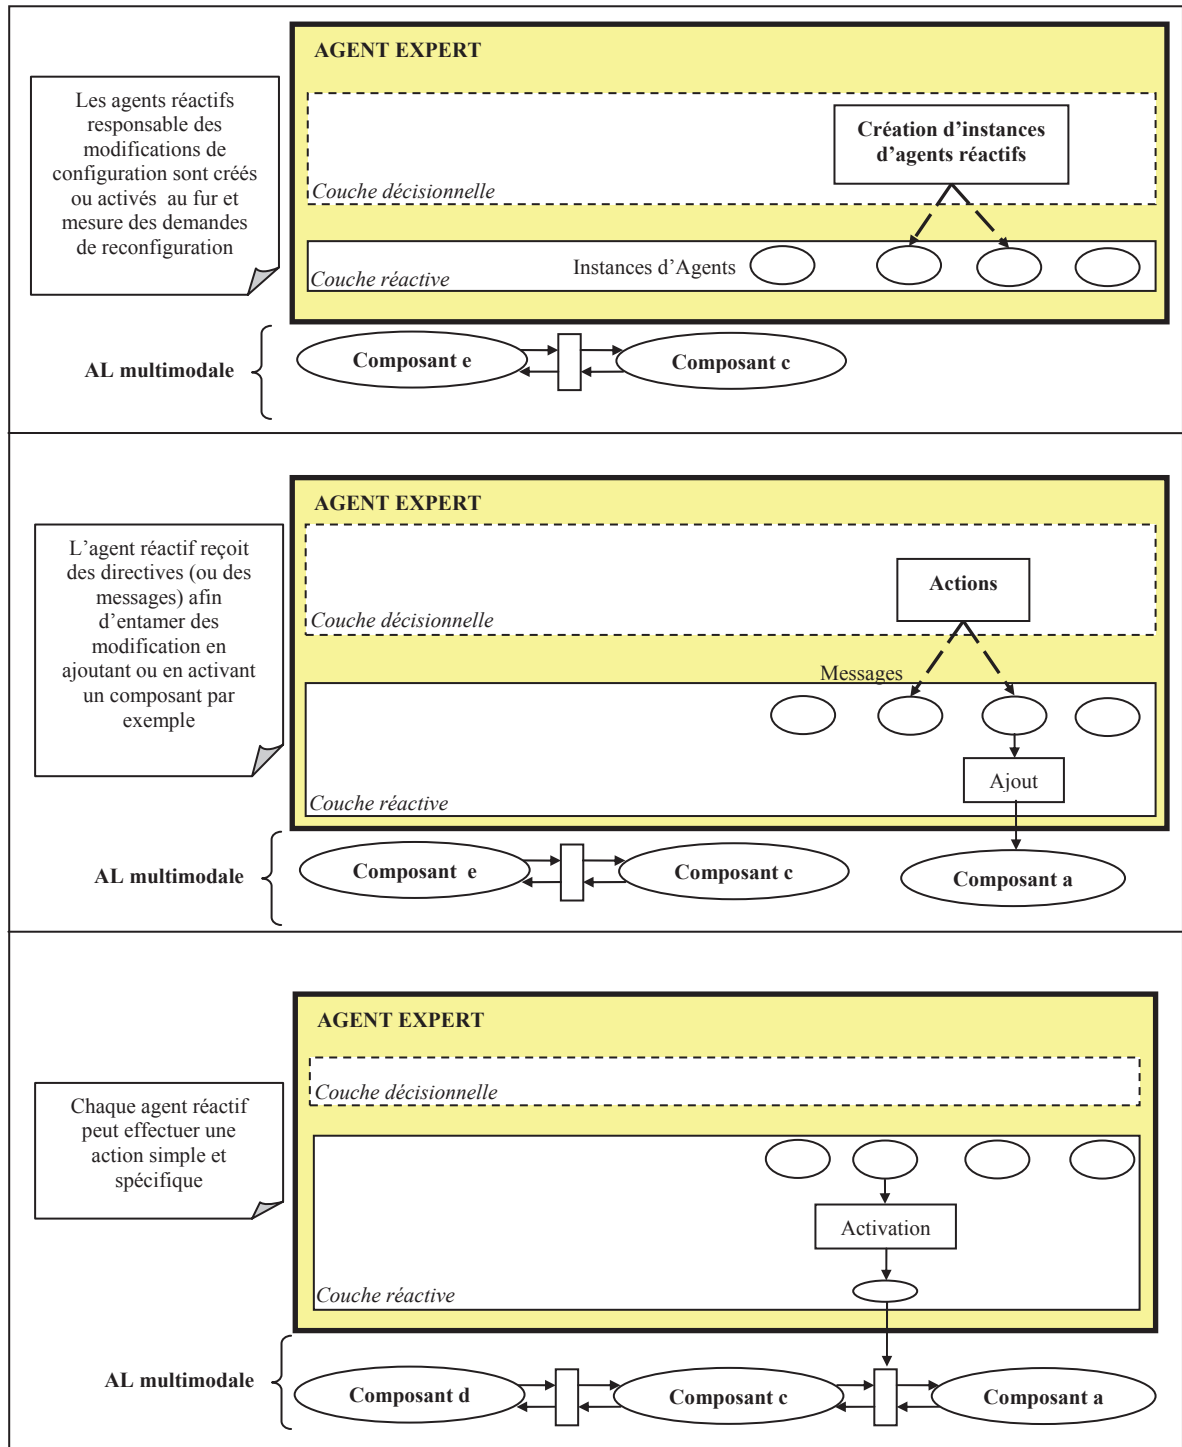 AGENT EXPERT
Les agents réactifs
responsable des
modifications de
configuration sont créés
ou activés au fur et
mesure des demandes
de reconfiguration
Création d'instances
d'agents réactifs
Couche décisionnelle
Instances d'Agents
Couche réactive
AL multimodale
Composant e
Composant c
AGENT EXPERT
L'agent réactif reçoit
des directives (ou des
messages) afin
d'entamer des
modification en
ajoutant ou en activant
un composant par
exemple
Actions
Couche décisionnelle
Messages
Ajout
Couche réactive
AL multimodale
Composant e
Composant c
Composant a
AGENT EXPERT
Couche décisionnelle
Chaque agent réactif
peut effectuer une
action simple et
spécifique
Activation
Couche réactive
AL multimodale
Composant d
Composant c
Composant a